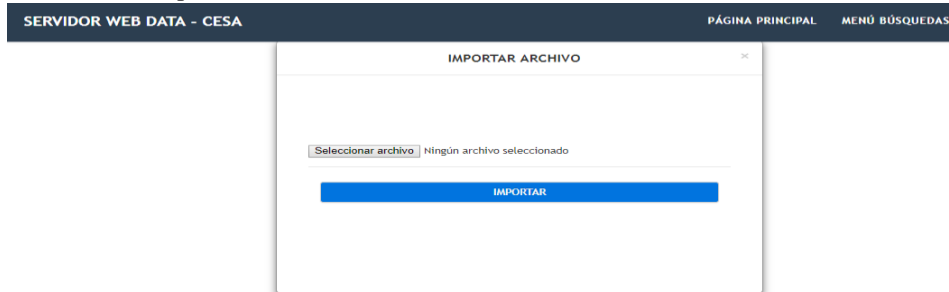 SERVIDOR WEB DATA - CESA PÁGINA PRINCIPAL MENÚ BÚSQUEDAS
IMPORTAR ARCHIVO ×
Seleccionar archivo Ningún archivo seleccionado
IMPORTAR